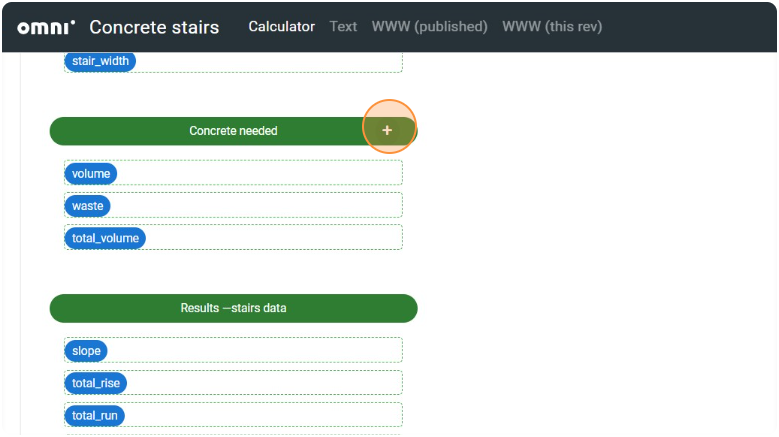 omni Concrete stairs Calculator Text WWW (published) WWW (this rev)
stair_width
Concrete needed +
volume
waste
total_volume
Results —stairs data
slope
total_rise
total_run